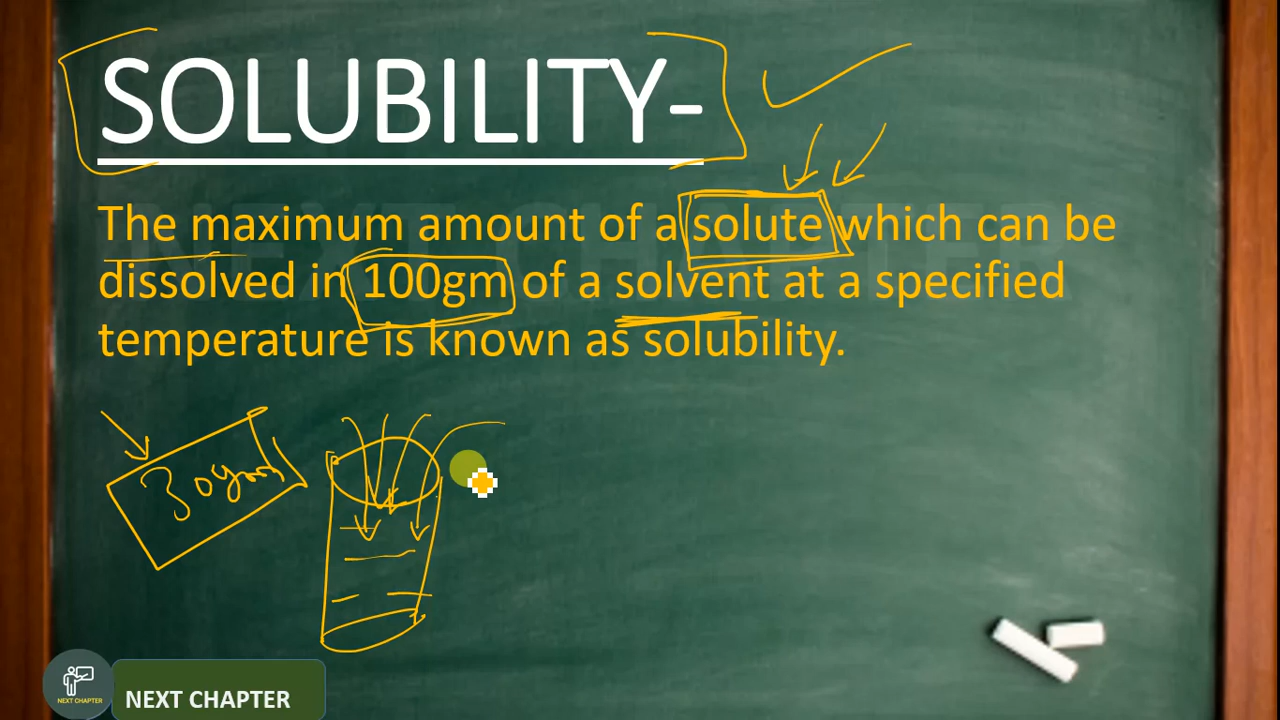 SOLUBILITY-
The maximum amount of a solute which can be
dissolved in 100gm of a solvent at a specified
temperature is known as solubility.
30gm
NEXT CHAPTER
NEXT CHAPTER